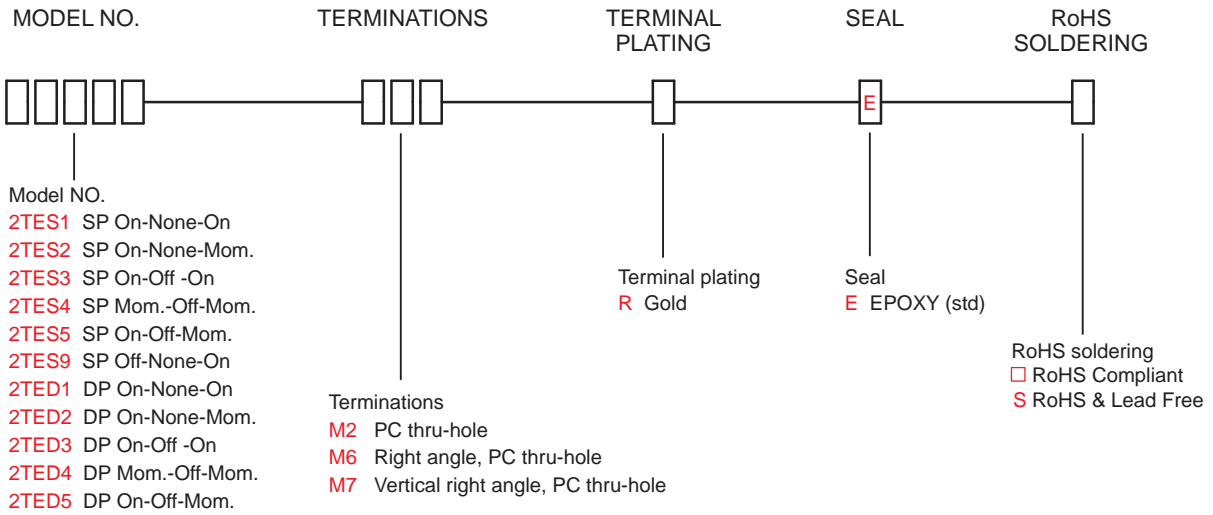 MODEL NO.
TERMINATIONS
TERMINAL
PLATING
SEAL
RoHS
SOLDERING
E
Model NO.
2TES1 SP On-None-On
2TES2 SP On-None-Mom.
2TES3 SP On-Off -On
2TES4 SP Mom.-Off-Mom.
2TES5 SP On-Off-Mom.
2TES9 SP Off-None-On
2TED1 DP On-None-On
2TED2 DP On-None-Mom.
2TED3 DP On-Off -On
2TED4 DP Mom.-Off-Mom.
2TED5 DP On-Off-Mom.
Terminations
M2 PC thru-hole
M6 Right angle, PC thru-hole
M7 Vertical right angle, PC thru-hole
Terminal plating
R Gold
Seal
E EPOXY (std)
RoHS soldering
□ RoHS Compliant
S RoHS & Lead Free